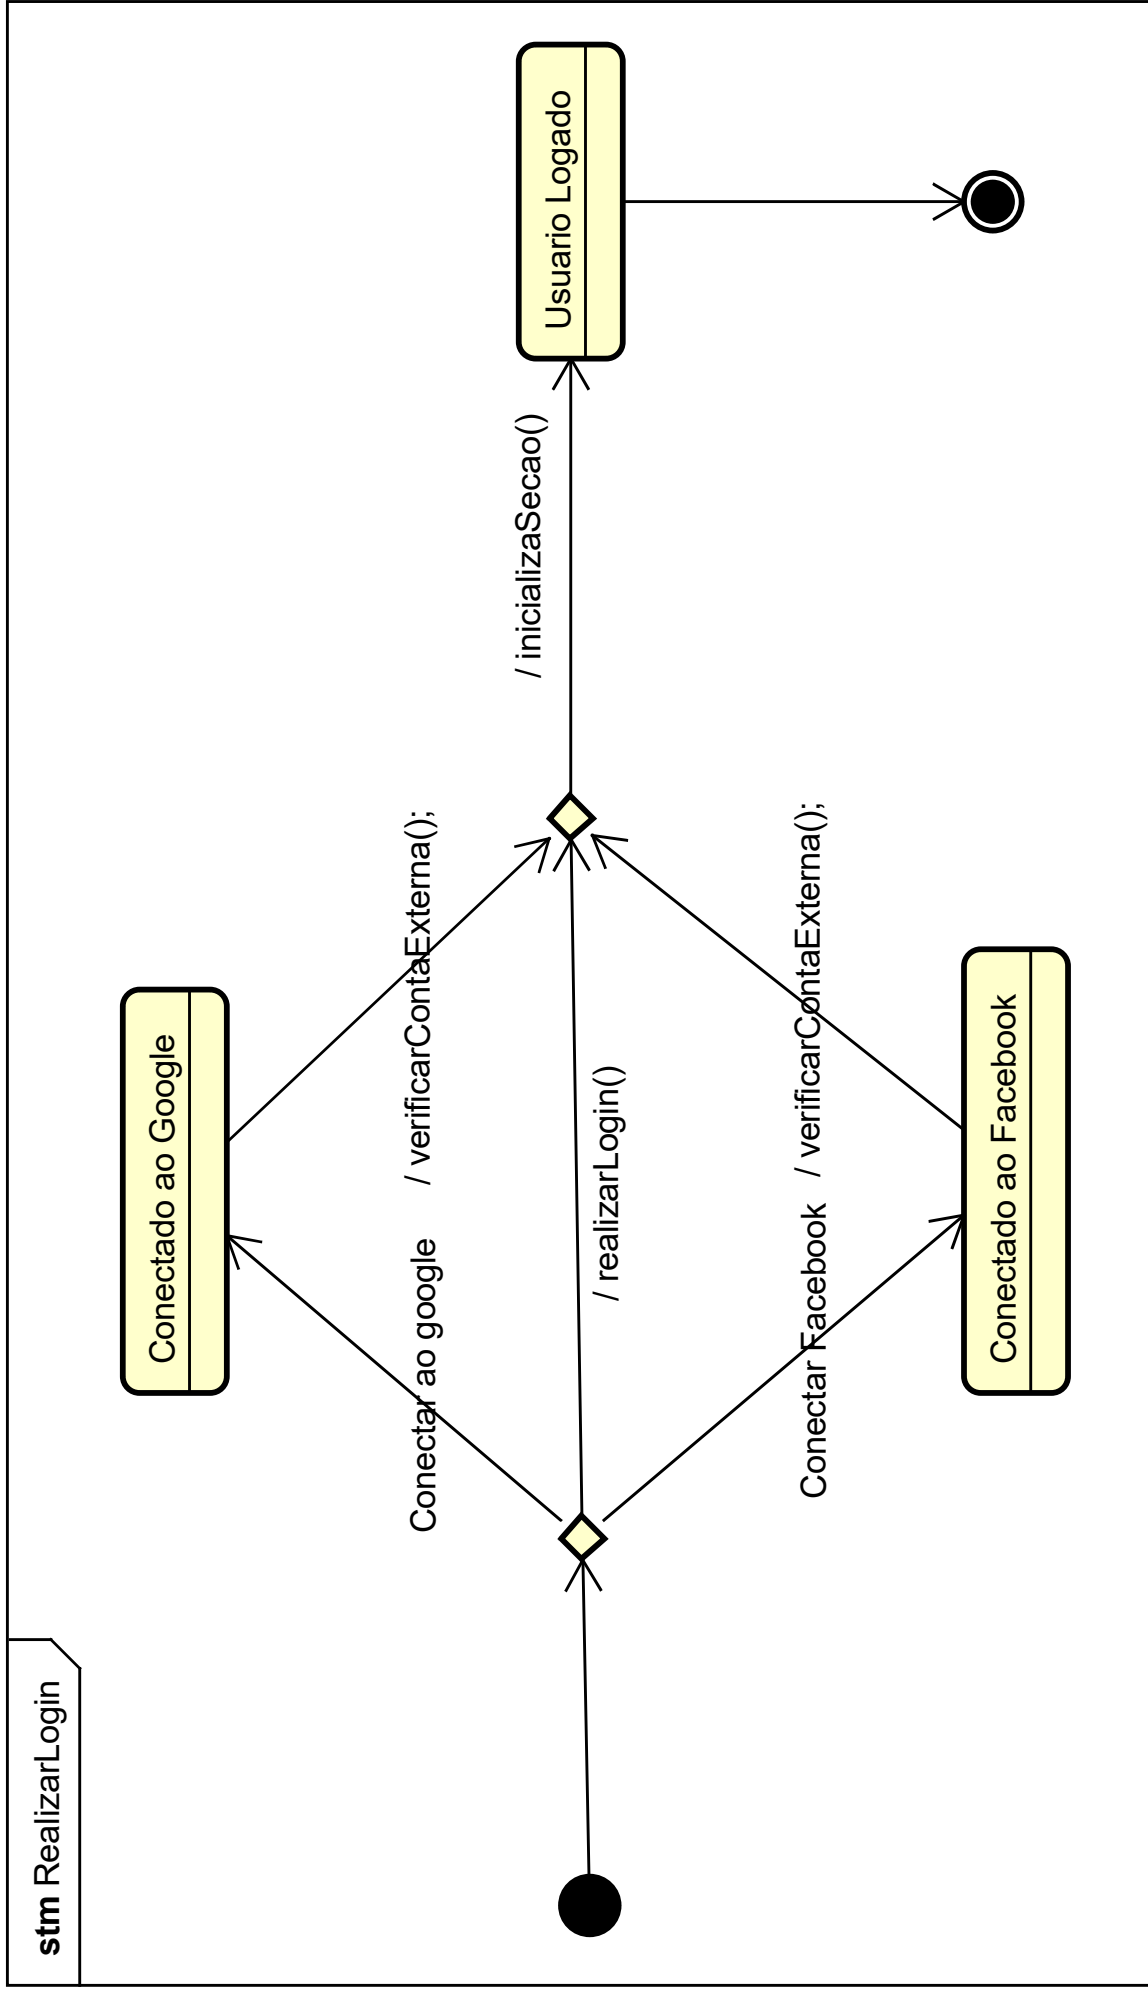 stm RealizarLogin
Conectado ao Google
Conectar ao google
/ verificarContaExterna();
/ realizarLogin()
/ inicializaSecao()
Usuario Logado
Conectar Facebook
/ verificarContaExterna();
Conectado ao Facebook